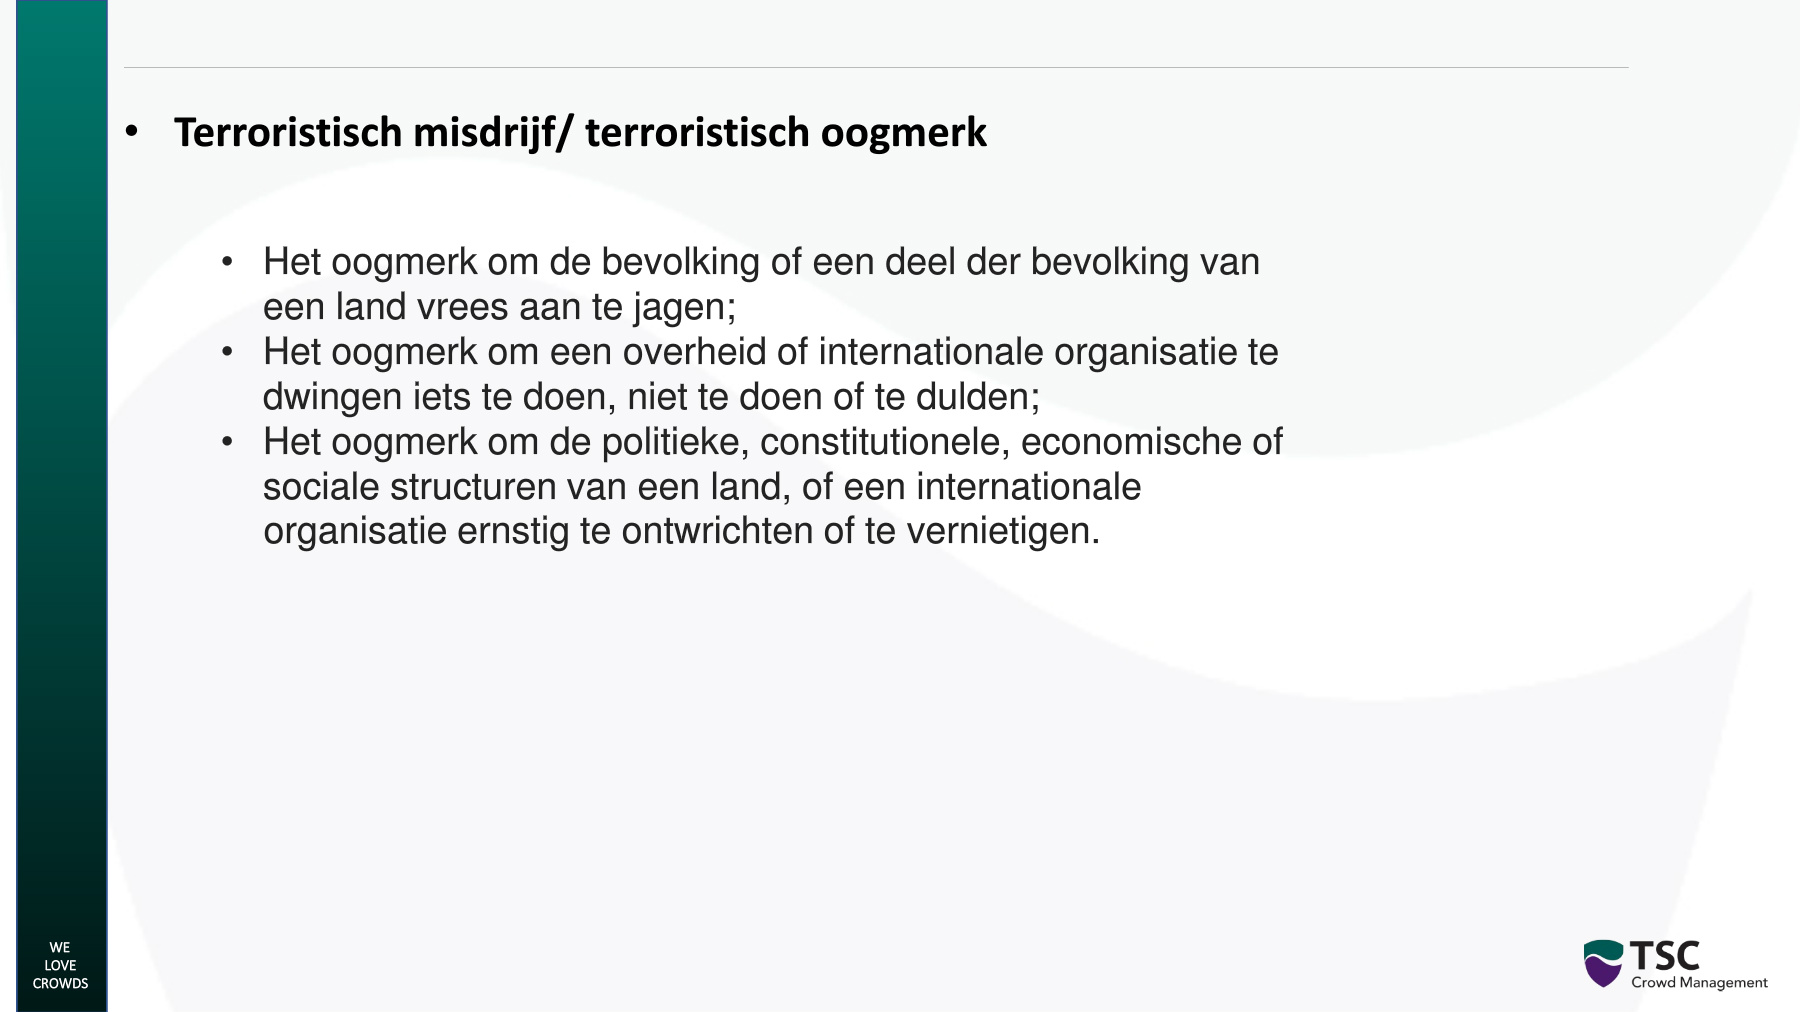 • Terroristisch misdrijf/ terroristisch oogmerk
• Het oogmerk om de bevolking of een deel der bevolking van
een land vrees aan te jagen;
• Het oogmerk om een overheid of internationale organisatie te
dwingen iets te doen, niet te doen of te dulden;
• Het oogmerk om de politieke, constitutionele, economische of
sociale structuren van een land, of een internationale
organisatie ernstig te ontwrichten of te vernietigen.
WE
LOVE
CROWDS
TSC
Crowd Management